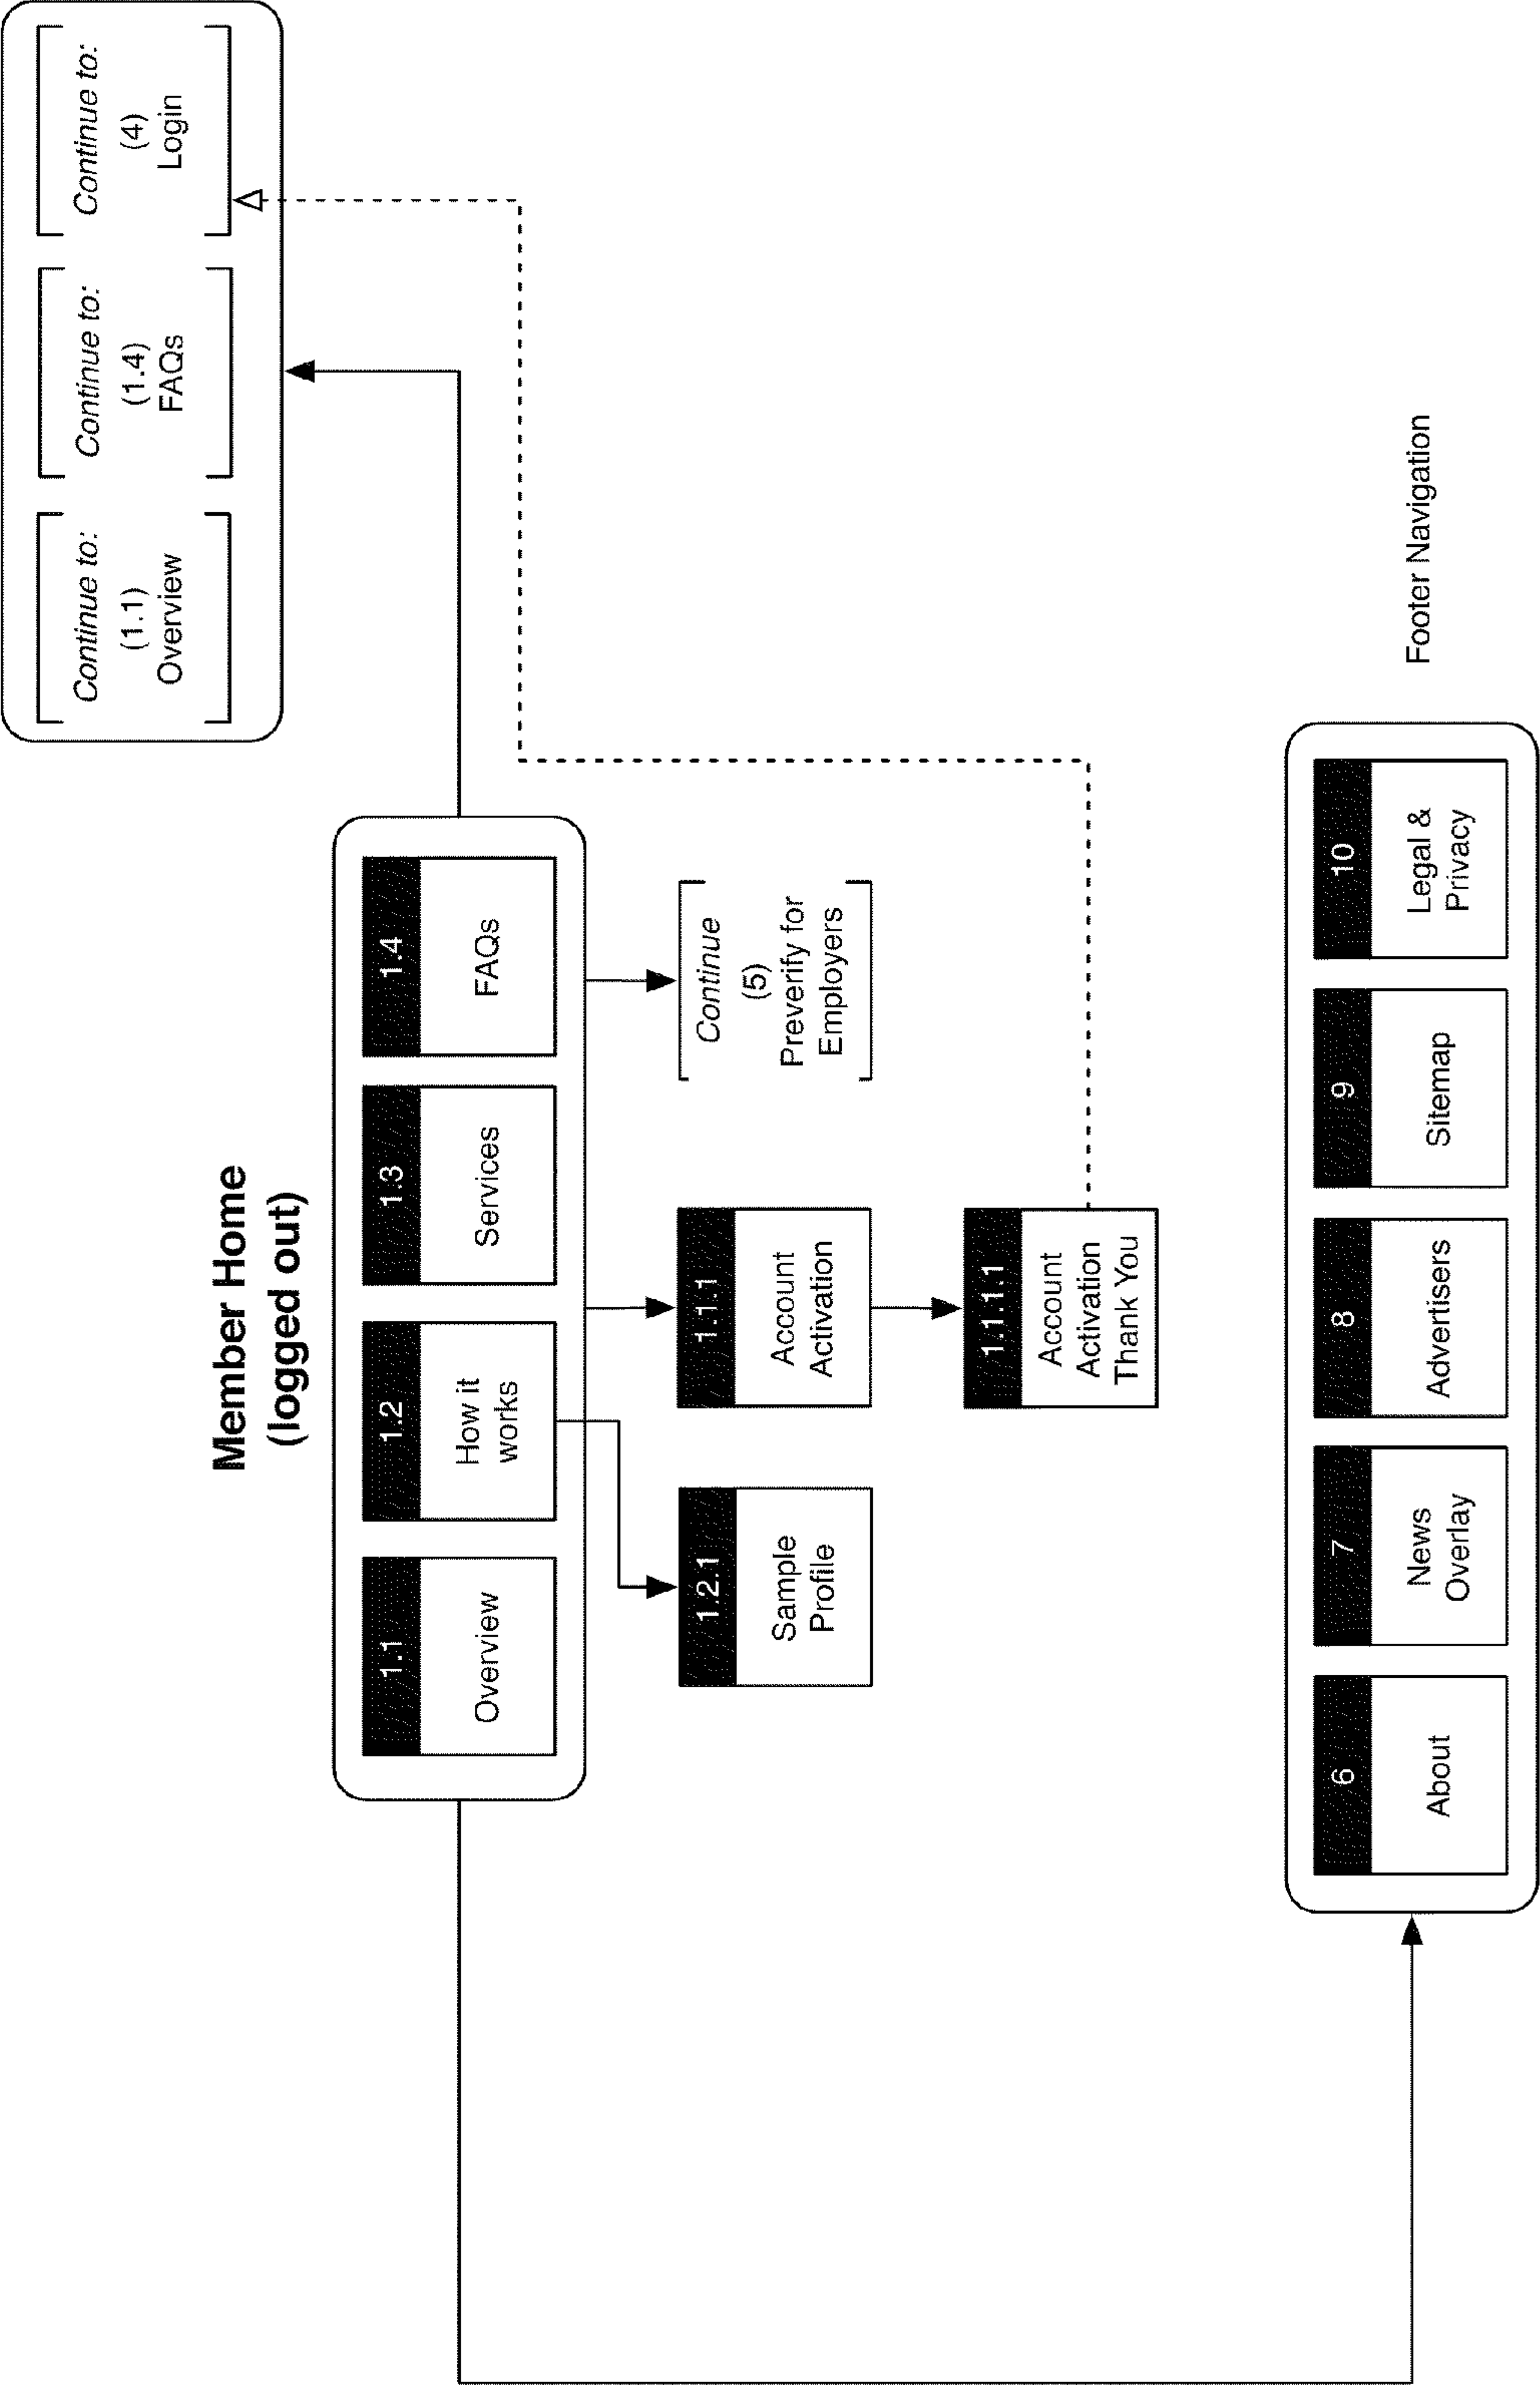 Member Home
(logged out)
Continue to:
(1.1)
Overview
Continue to:
(1.4)
FAQs
Continue to:
(4)
Login
1.1
Overview
1.2
How it
works
1.3
Services
1.4
FAQs
1.2.1
Sample
Profile
1.1.1
Account
Activation
Continue
(5)
Preverify for
Employers
1.1.1.1
Account
Activation
Thank You
6
About
7
News
Overlay
8
Advertisers
9
Sitemap
10
Legal &
Privacy
Footer Navigation